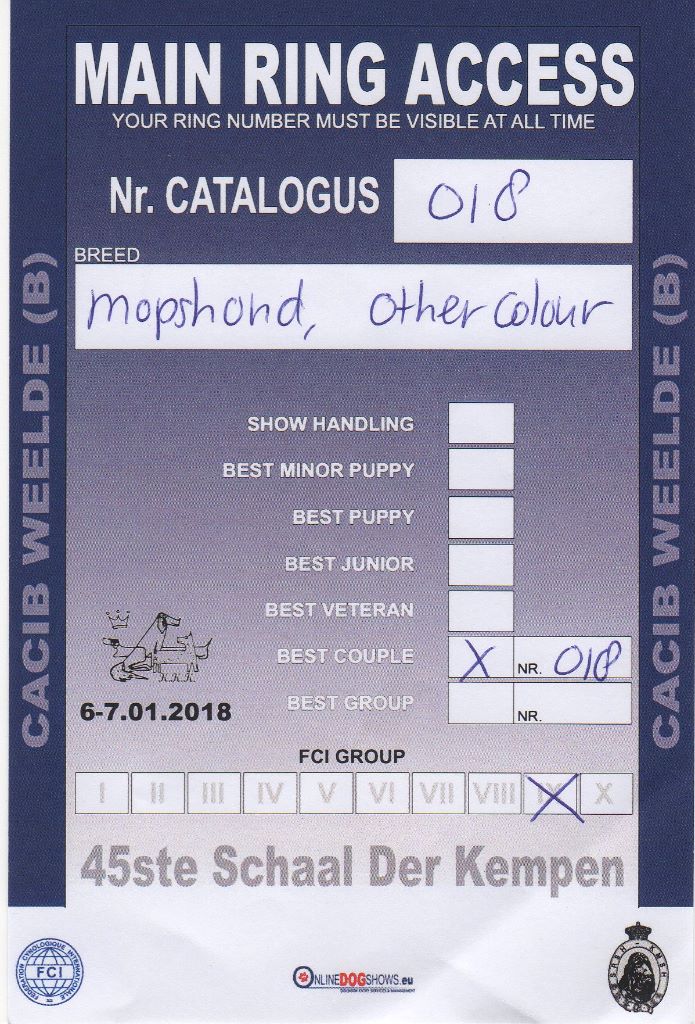 MAIN RING ACCESS
YOUR RING NUMBER MUST BE VISIBLE AT ALL TIME
Nr. CATALOGUS 018
BREED
mopshond, other colour
CACIB WEELDE (B)
CACIB WEELDE (B)
SHOW HANDLING
BEST MINOR PUPPY
BEST PUPPY
BEST JUNIOR
BEST VETERAN
BEST COUPLE X NR. 018
BEST GROUP NR.
6-7.01.2018
FCI GROUP
I II III IV V VI VII VIII IX X
45ste Schaal Der Kempen
FEDERATION CYNOLOGIQUE INTERNATIONALE
FCI
ONLINEDOGSHOWS.eu